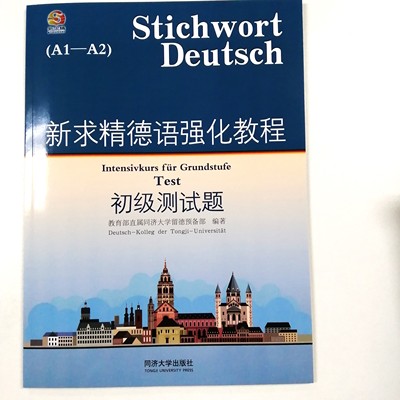 Stichwort
(A1—A2)
Deutsch
新求精德语强化教程
Intensivkurs für Grundstufe
Test
初级测试题
教育部直属同济大学留德预备部 编著
Deutsch-Kolleg der Tongji-Universität
同济大学出版社
TONGJI UNIVERSITY PRESS